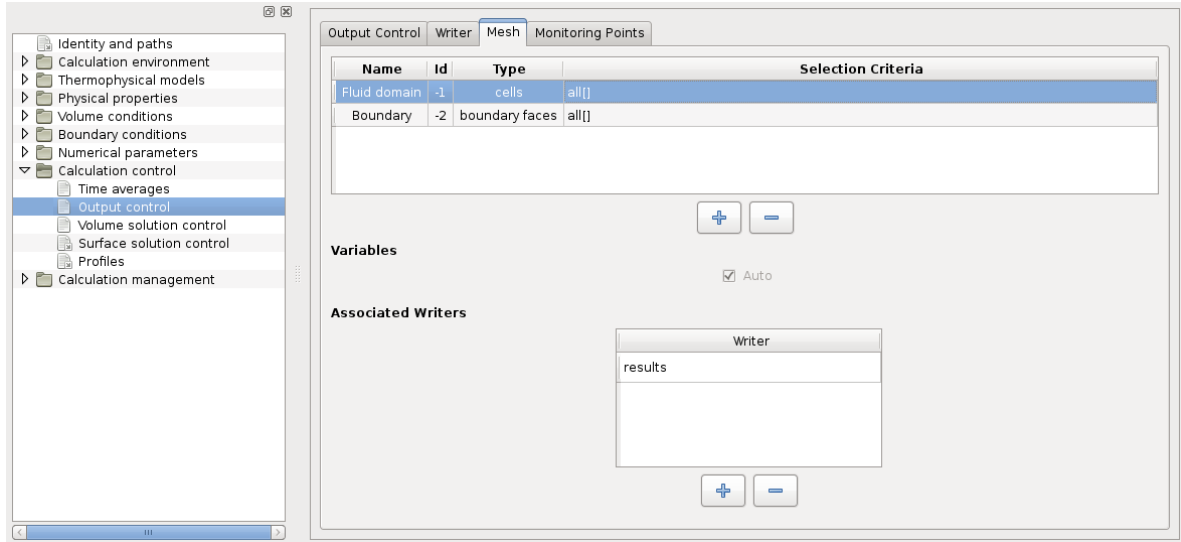 Identity and paths
Calculation environment
Thermophysical models
Physical properties
Volume conditions
Boundary conditions
Numerical parameters
Calculation control
Time averages
Output control
Volume solution control
Surface solution control
Profiles
Calculation management
Output Control Writer Mesh Monitoring Points
Name Id Type Selection Criteria
Fluid domain -1 cells all[]
Boundary -2 boundary faces all[]
Variables
Auto
Associated Writers
Writer
results